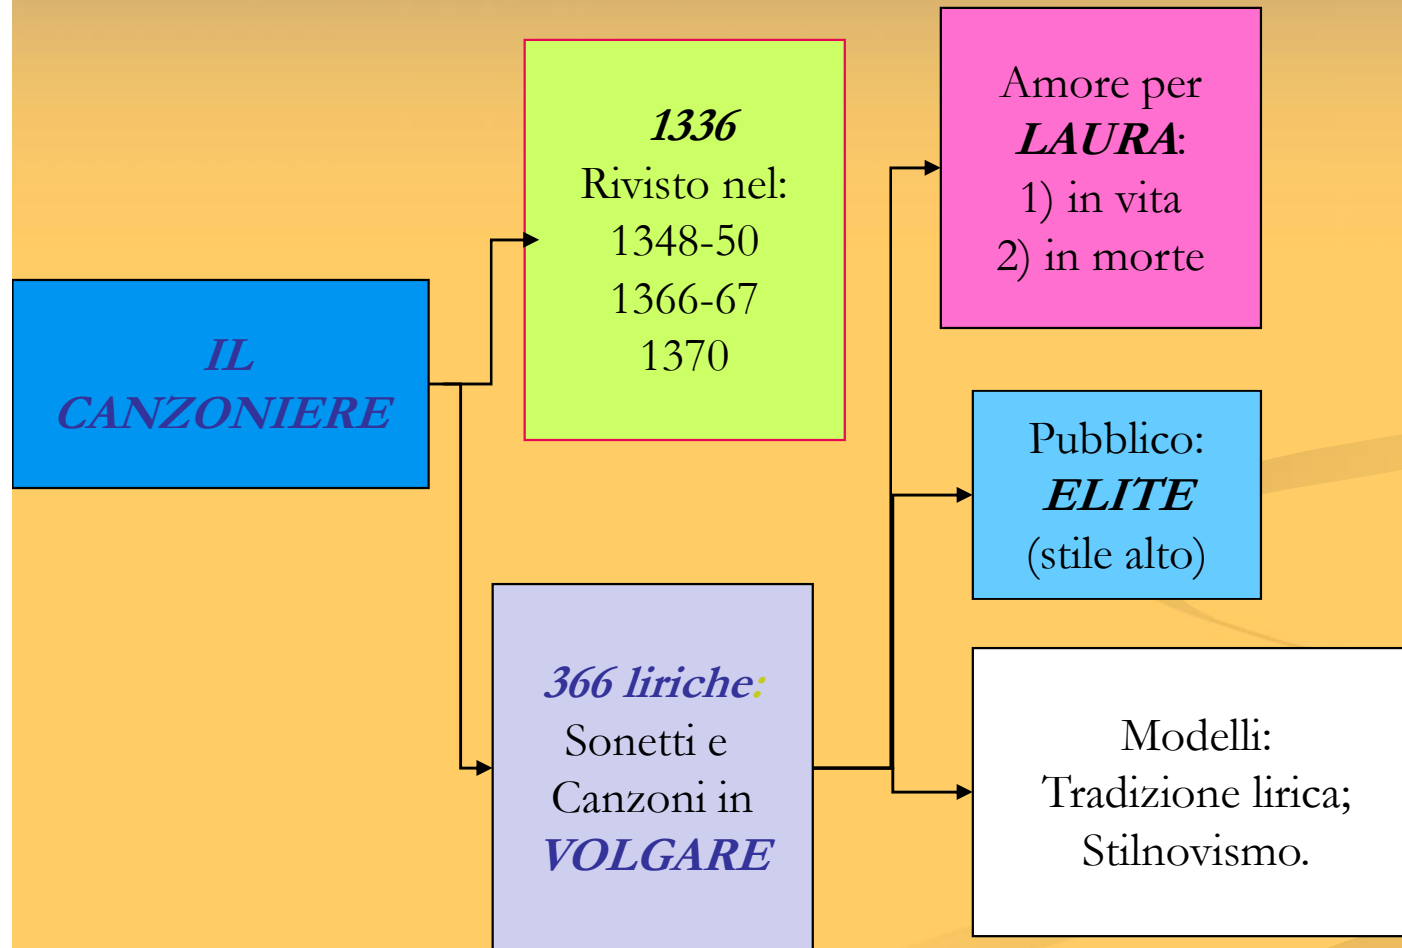 IL
CANZONIERE
1336
Rivisto nel:
1348-50
1366-67
1370
366 liriche:
Sonetti e
Canzoni in
VOLGARE
Amore per
LAURA:
1) in vita
2) in morte
Pubblico:
ELITE
(stile alto)
Modelli:
Tradizione lirica;
Stilnovismo.